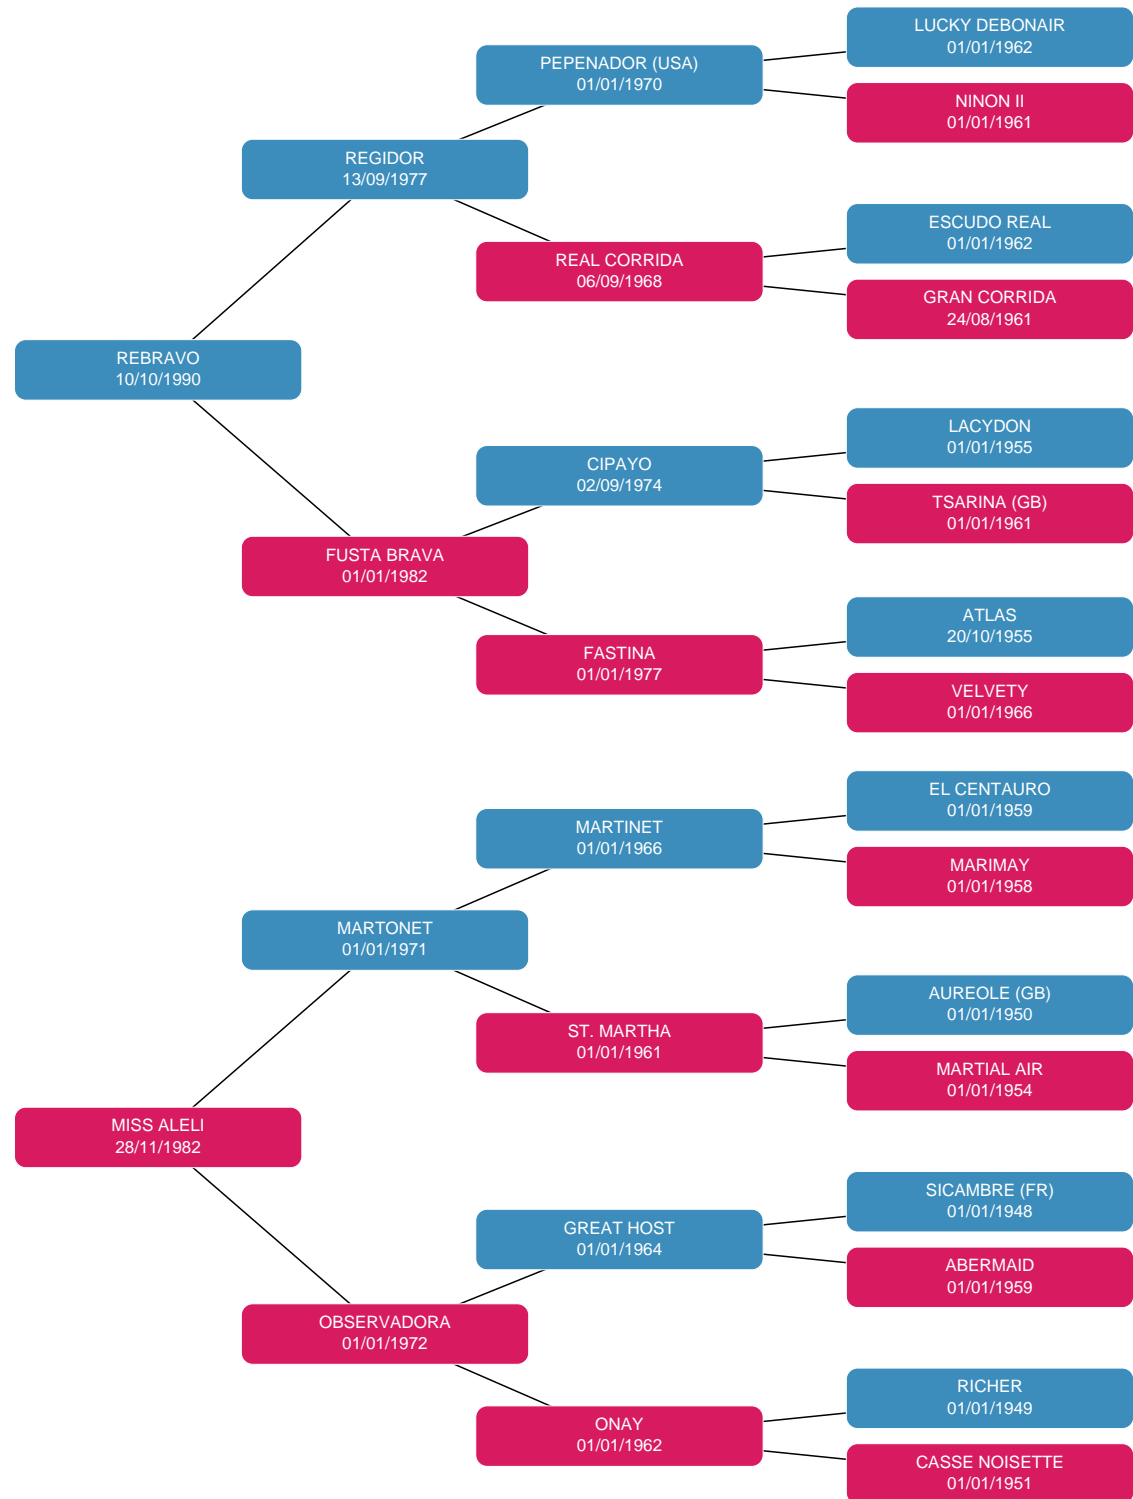 LUCKY DEBONAIR
01/01/1962
PEPENADOR (USA)
01/01/1970
NINON II
01/01/1961
REGIDOR
13/09/1977
ESCUDO REAL
01/01/1962
REAL CORRIDA
06/09/1968
GRAN CORRIDA
24/08/1961
REBRAVO
10/10/1990
LACYDON
01/01/1955
CIPAYO
02/09/1974
TSARINA (GB)
01/01/1961
FUSTA BRAVA
01/01/1982
ATLAS
20/10/1955
FASTINA
01/01/1977
VELVETY
01/01/1966
EL CENTAURO
01/01/1959
MARTINET
01/01/1966
MARIMAY
01/01/1958
MARTONET
01/01/1971
AUREOLE (GB)
01/01/1950
ST. MARTHA
01/01/1961
MARTIAL AIR
01/01/1954
MISS ALELI
28/11/1982
SICAMBRE (FR)
01/01/1948
GREAT HOST
01/01/1964
ABERMAID
01/01/1959
OBSERVADORA
01/01/1972
RICHER
01/01/1949
ONAY
01/01/1962
CASSE NOISETTE
01/01/1951